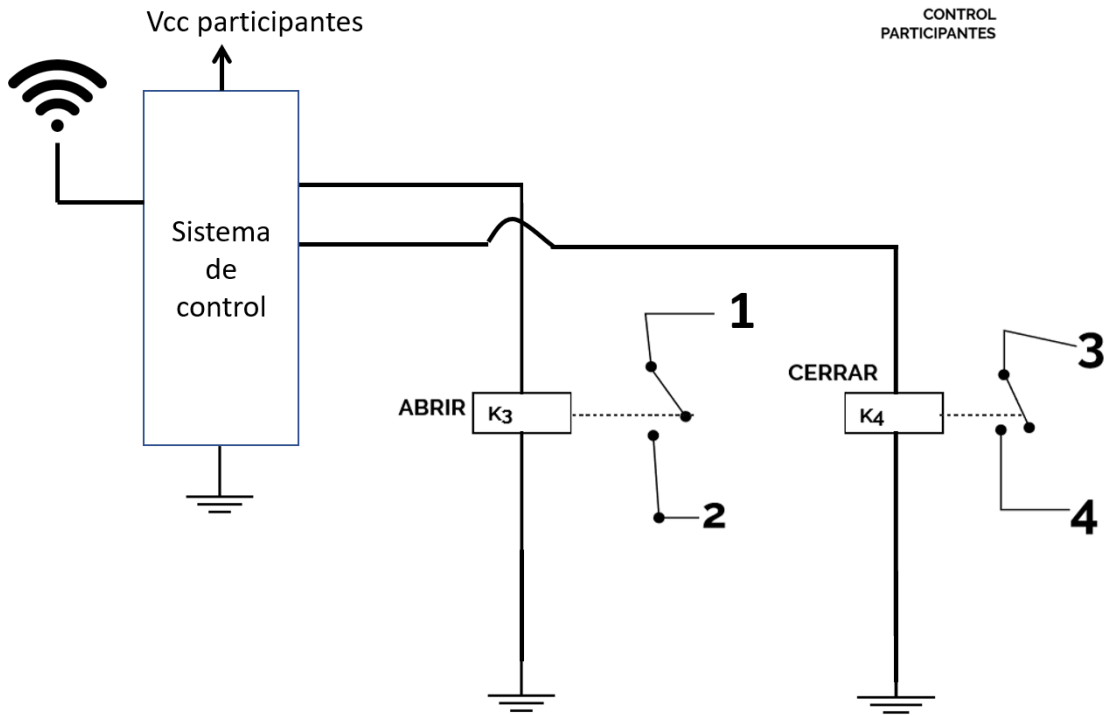 Vcc participantes
CONTROL
PARTICIPANTES
Sistema
de
control
1
ABRIR
K3
2
CERRAR
K4
3
4